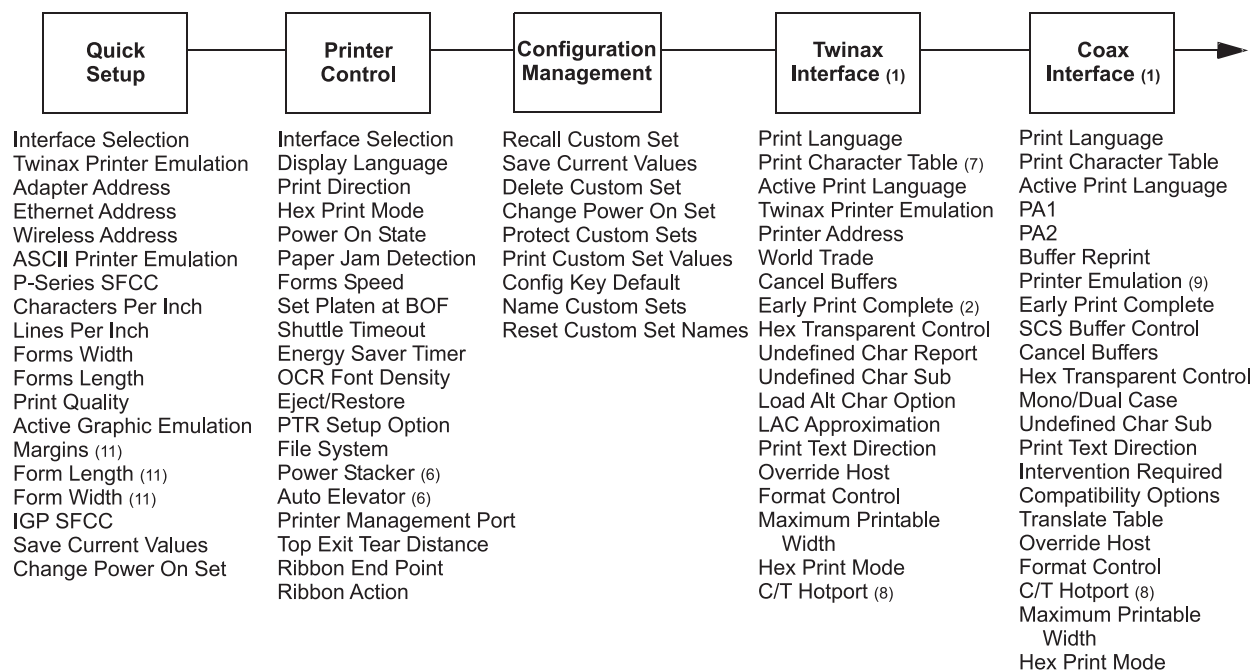 Quick
Setup
Printer
Control
Configuration
Management
Twinax
Interface (1)
Coax
Interface (1)
Interface Selection
Twinax Printer Emulation
Adapter Address
Ethernet Address
Wireless Address
ASCII Printer Emulation
P-Series SFCC
Characters Per Inch
Lines Per Inch
Forms Width
Forms Length
Print Quality
Active Graphic Emulation
Margins (11)
Form Length (11)
Form Width (11)
IGP SFCC
Save Current Values
Change Power On Set
Interface Selection
Display Language
Print Direction
Hex Print Mode
Power On State
Paper Jam Detection
Forms Speed
Set Platen at BOF
Shuttle Timeout
Energy Saver Timer
OCR Font Density
Eject/Restore
PTR Setup Option
File System
Power Stacker (6)
Auto Elevator (6)
Printer Management Port
Top Exit Tear Distance
Ribbon End Point
Ribbon Action
Recall Custom Set
Save Current Values
Delete Custom Set
Change Power On Set
Protect Custom Sets
Print Custom Set Values
Config Key Default
Name Custom Sets
Reset Custom Set Names
Print Language
Print Character Table (7)
Active Print Language
Twinax Printer Emulation
Printer Address
World Trade
Cancel Buffers
Early Print Complete (2)
Hex Transparent Control
Undefined Char Report
Undefined Char Sub
Load Alt Char Option
LAC Approximation
Print Text Direction
Override Host
Format Control
Maximum Printable
Width
Hex Print Mode
C/T Hotport (8)
Print Language
Print Character Table
Active Print Language
PA1
PA2
Buffer Reprint
Printer Emulation (9)
Early Print Complete
SCS Buffer Control
Cancel Buffers
Hex Transparent Control
Mono/Dual Case
Undefined Char Sub
Print Text Direction
Intervention Required
Compatibility Options
Translate Table
Override Host
Format Control
C/T Hotport (8)
Maximum Printable
Width
Hex Print Mode